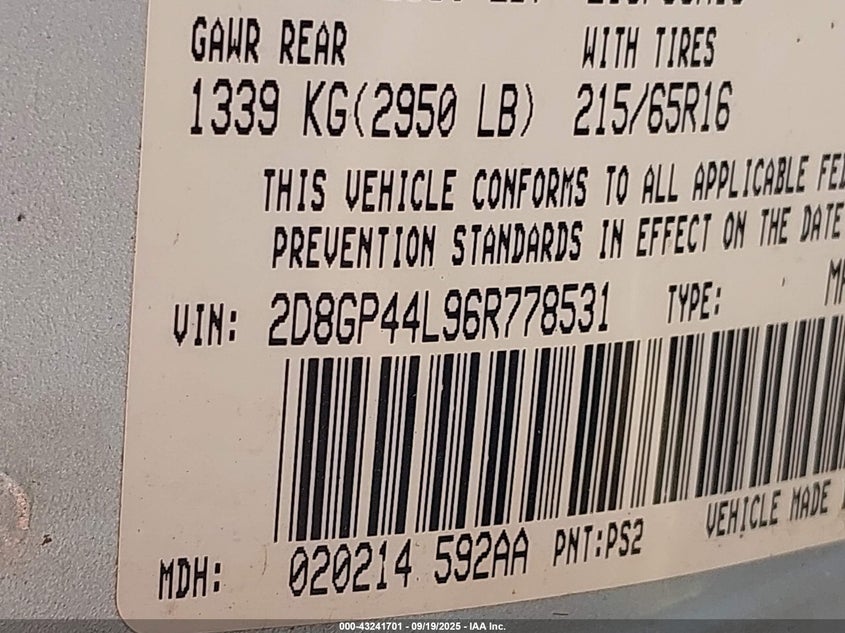 GAWR REAR WITH TIRES
1339 KG(2950 LB) 215/65R16
THIS VEHICLE CONFORMS TO ALL APPLICABLE FED
PREVENTION STANDARDS IN EFFECT ON THE DATE
VIN: 2D8GP44L96R778531 TYPE:
VEHICLE MADE
MDH: 020214 592AA PNT:PS2
000-43241701 - 09/19/2025 - IAA Inc.